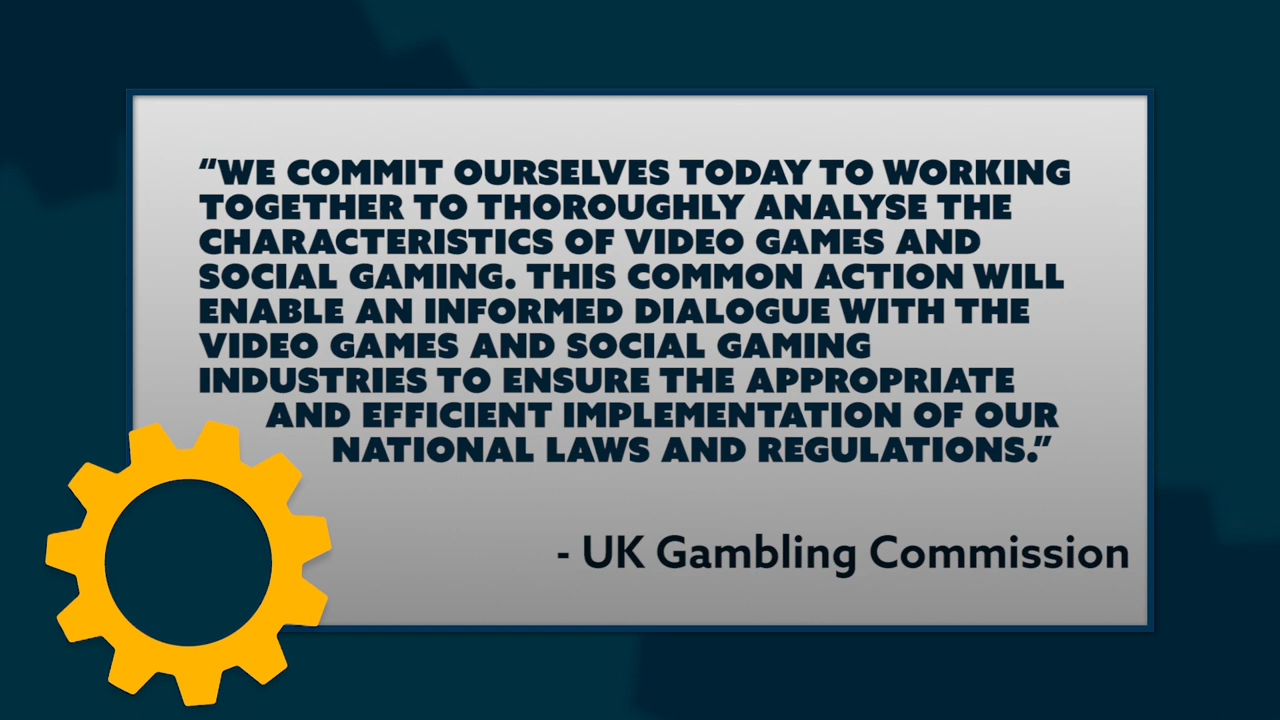 “WE COMMIT OURSELVES TODAY TO WORKING
TOGETHER TO THOROUGHLY ANALYSE THE
CHARACTERISTICS OF VIDEO GAMES AND
SOCIAL GAMING. THIS COMMON ACTION WILL
ENABLE AN INFORMED DIALOGUE WITH THE
VIDEO GAMES AND SOCIAL GAMING
INDUSTRIES TO ENSURE THE APPROPRIATE
AND EFFICIENT IMPLEMENTATION OF OUR
NATIONAL LAWS AND REGULATIONS.”
- UK Gambling Commission